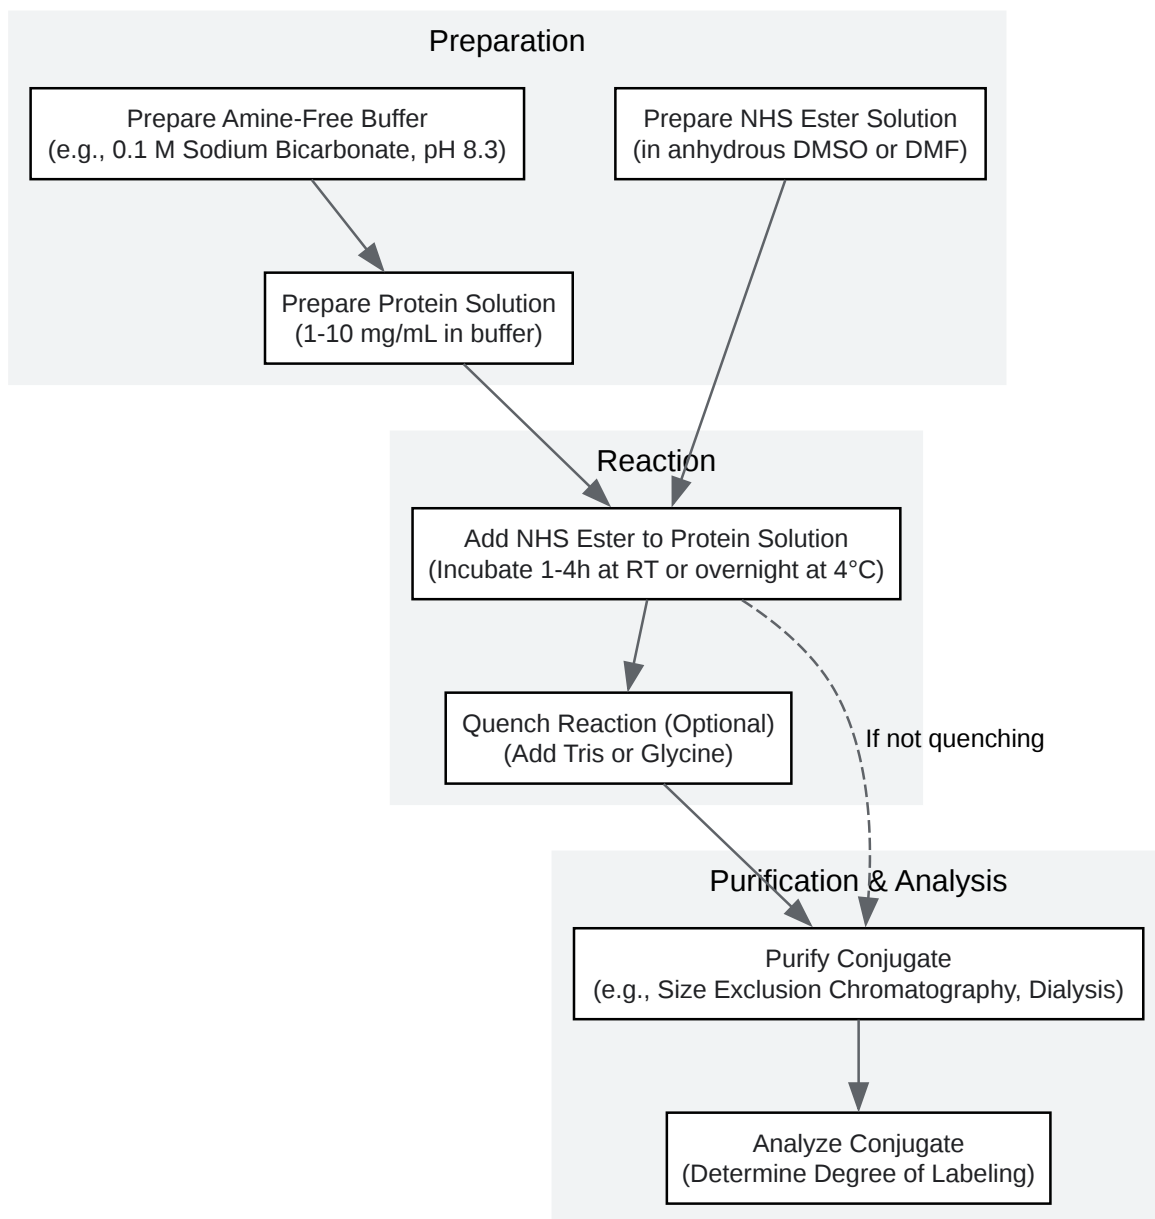 Preparation
Prepare Amine-Free Buffer
(e.g., 0.1 M Sodium Bicarbonate, pH 8.3)
Prepare NHS Ester Solution
(in anhydrous DMSO or DMF)
Prepare Protein Solution
(1-10 mg/mL in buffer)
Reaction
Add NHS Ester to Protein Solution
(Incubate 1-4h at RT or overnight at 4°C)
Quench Reaction (Optional)
(Add Tris or Glycine)
If not quenching
Purification & Analysis
Purify Conjugate
(e.g., Size Exclusion Chromatography, Dialysis)
Analyze Conjugate
(Determine Degree of Labeling)